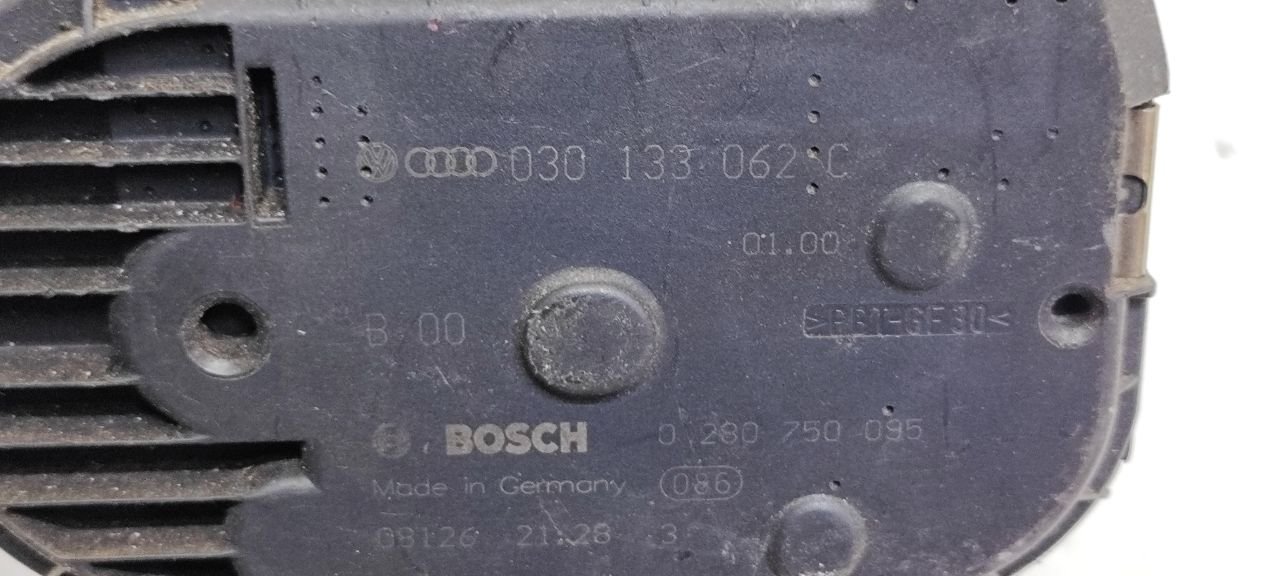 030 133 062 C
01.00
>PBT-GF30<
B 00
BOSCH 0 280 750 095
Made in Germany 086
08126 21:28 3